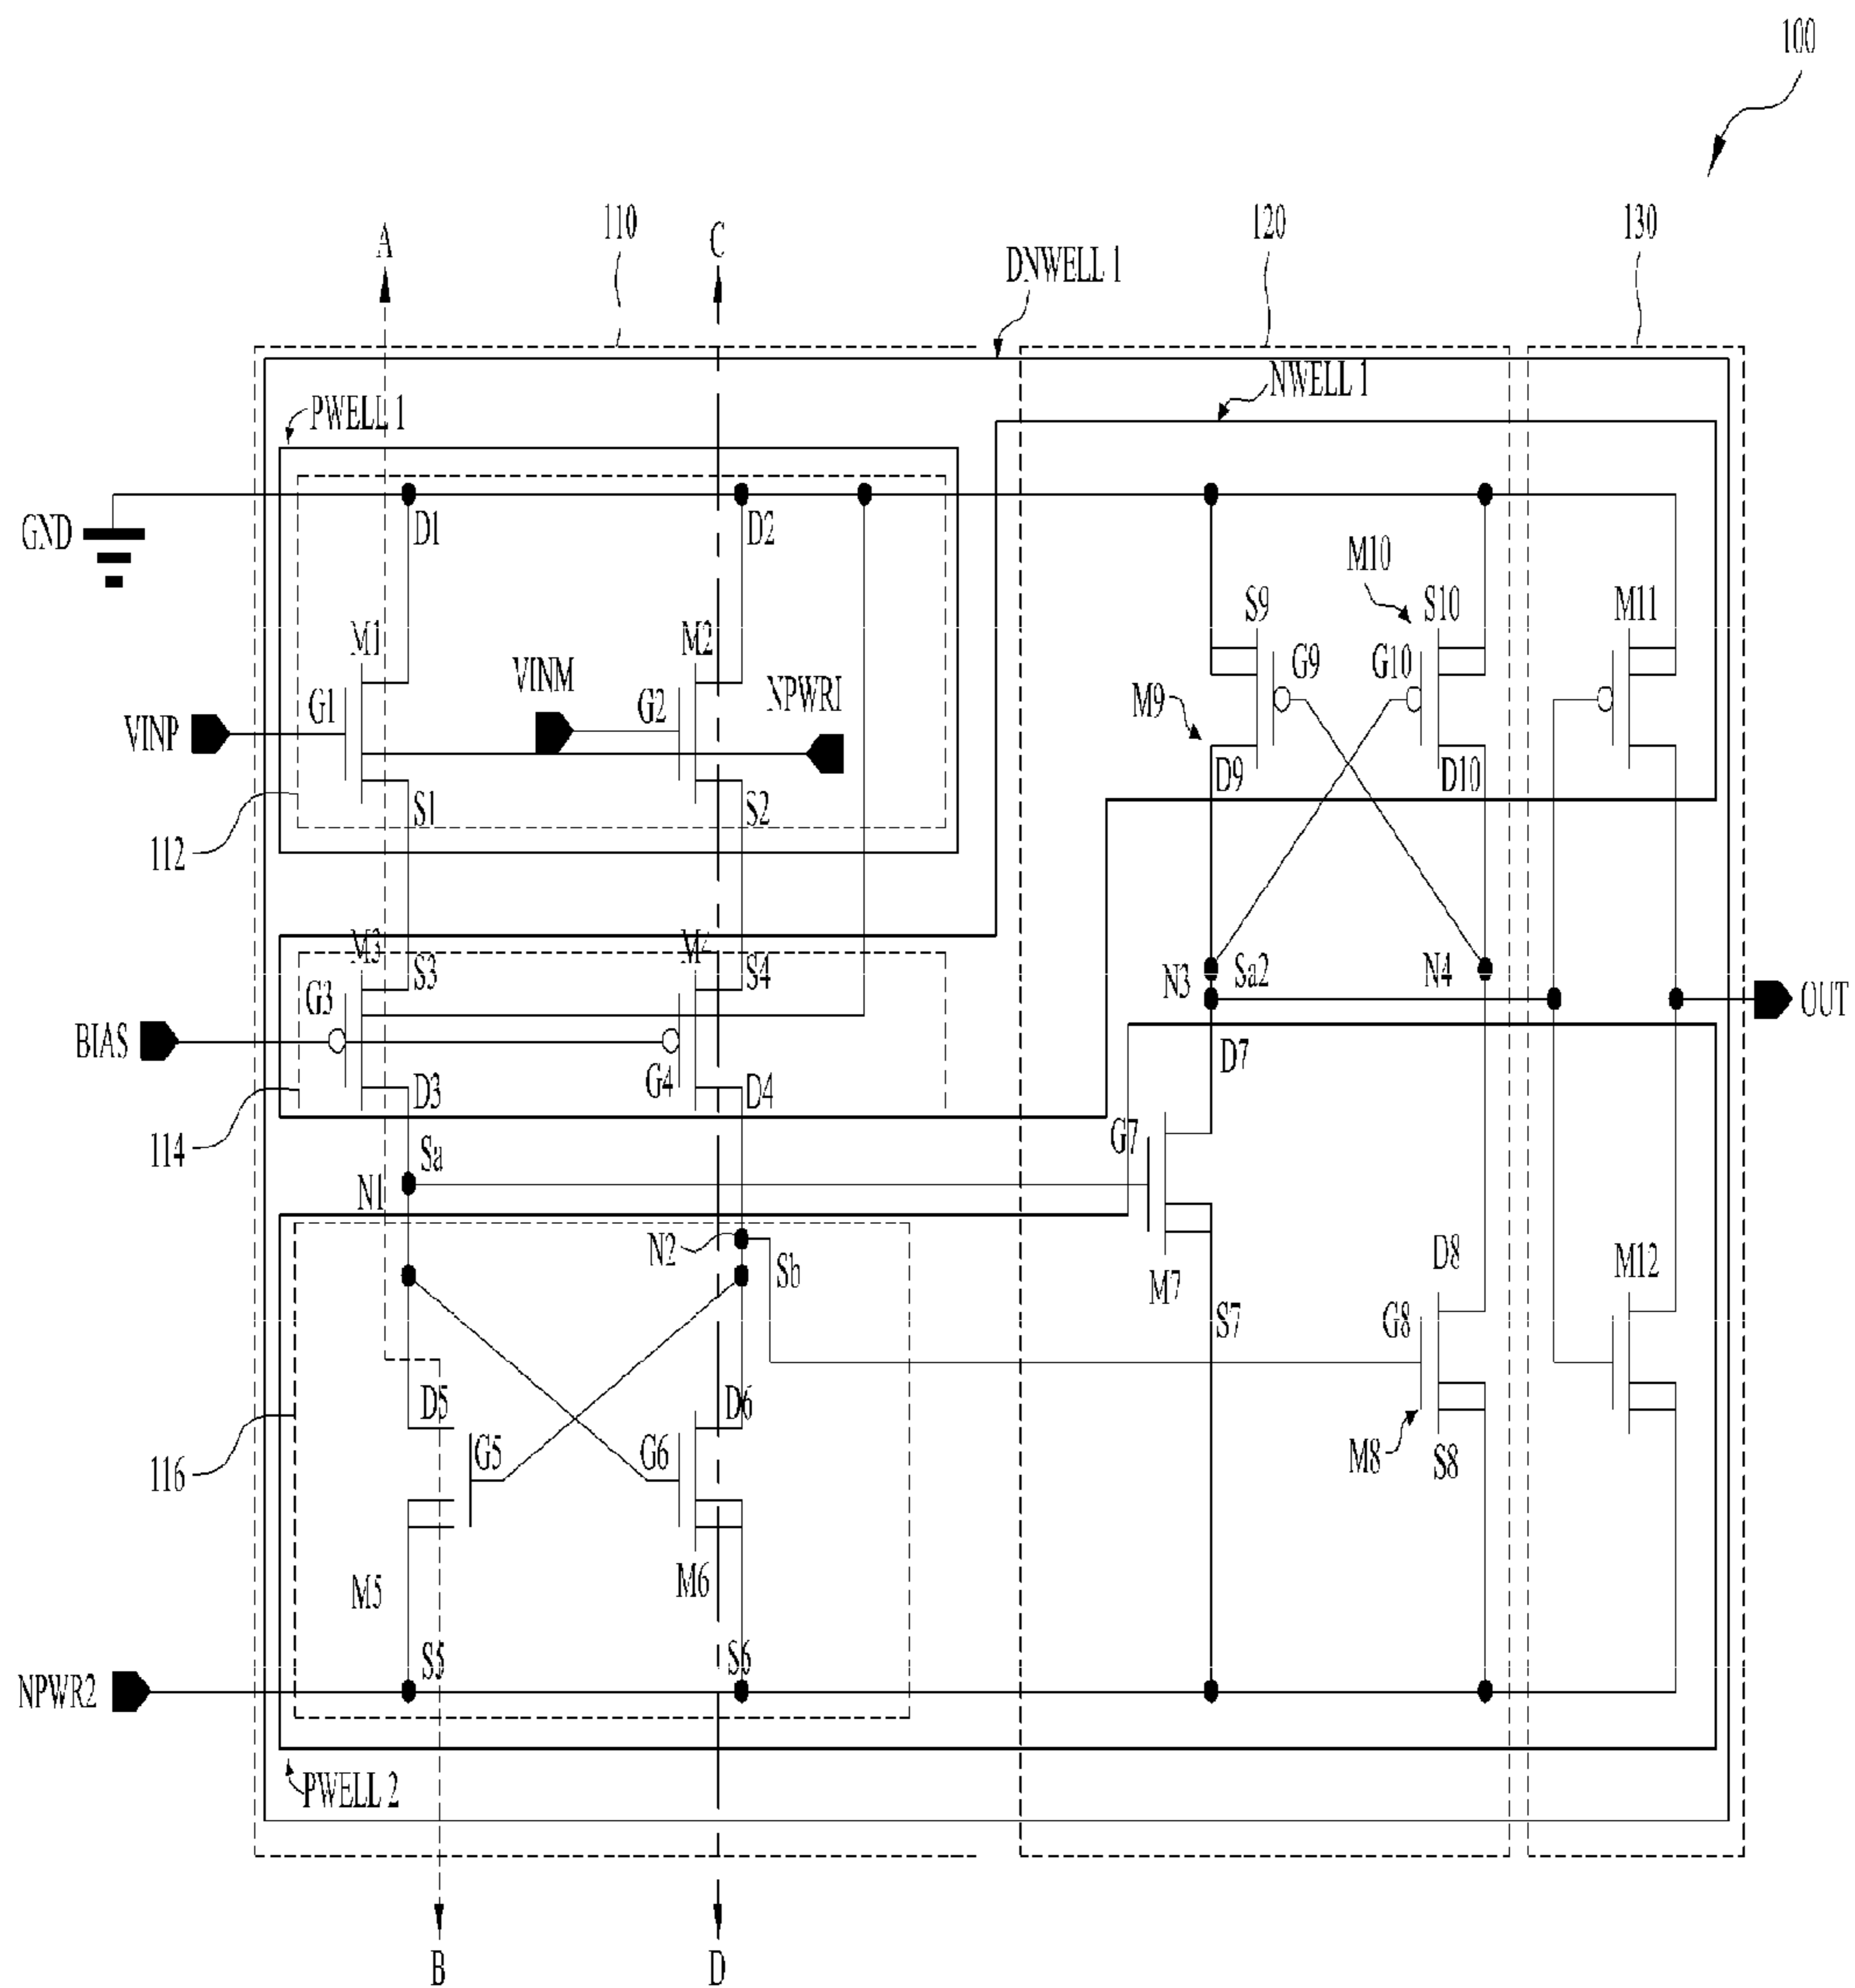 100
A
110
C
DNWELL 1
120
130
PWELL 1
NWELL 1
GND
D1
D2
M10
S9
S10
M11
M1
VINM
M2
NPWRI
G9
G10
VINP
G1
G2
M9
D9
D10
S1
S2
112
M3
M4
S3
S4
N3
Sa2
N4
G3
OUT
BIAS
G4
D3
D4
D7
114
Sa
G7
N1
N2
Sb
D8
M12
M7
S7
G8
D5
D6
G5
G6
M8
S8
116
M5
M6
S5
S6
NPWR2
PWELL 2
B
D